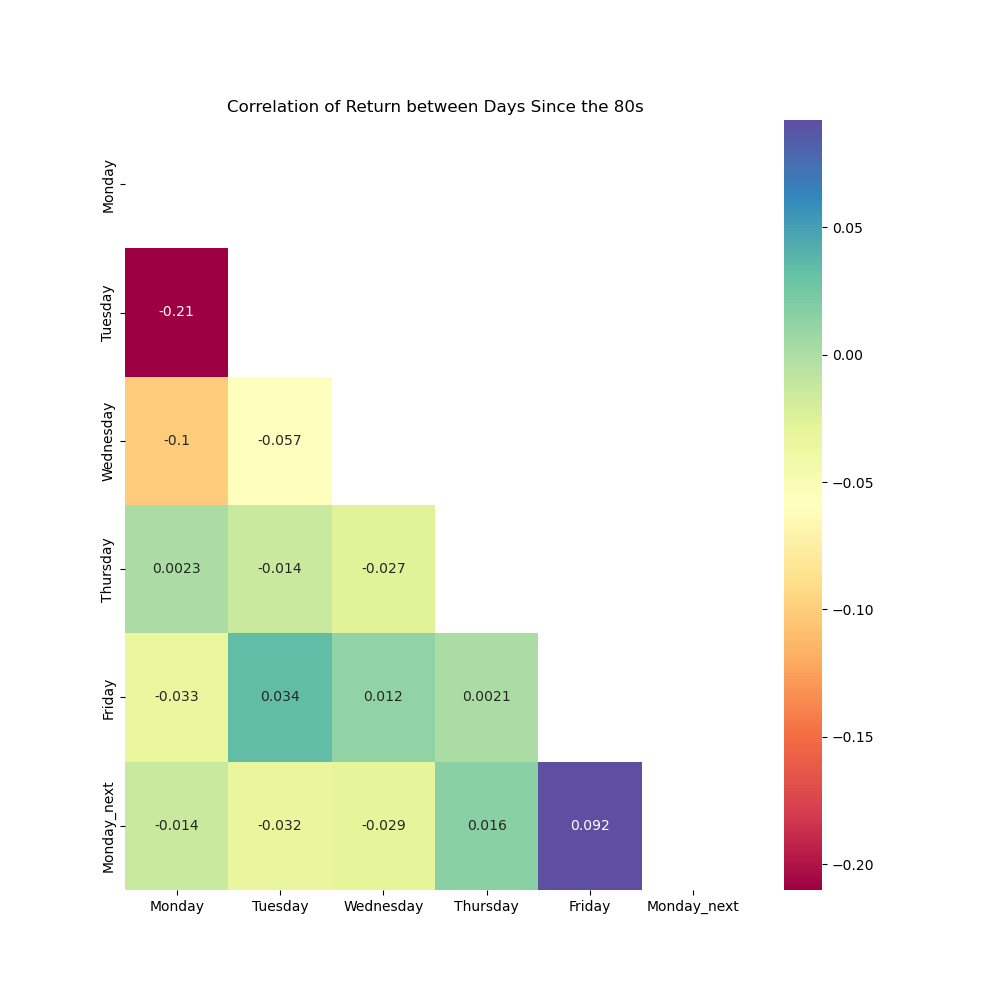 Correlation of Return between Days Since the 80s
Monday
Tuesday
-0.21
Wednesday
-0.1 -0.057
Thursday
0.0023 -0.014 -0.027
Friday
-0.033 0.034 0.012 0.0021
Monday_next
-0.014 -0.032 -0.029 0.016 0.092
Monday Tuesday Wednesday Thursday Friday Monday_next
0.05
0.00
−0.05
−0.10
−0.15
−0.20